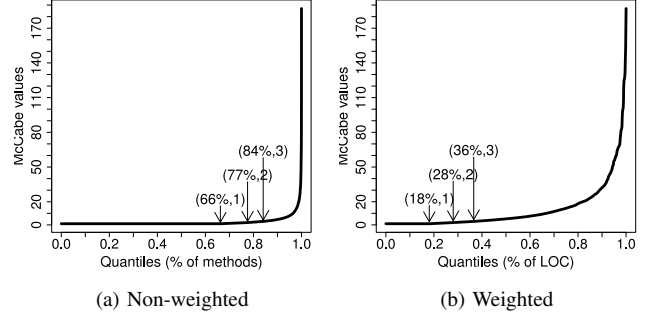 McCabe values
0 20 50 80 110 140 170
(66%,1)
(77%,2)
(84%,3)
0.0 0.2 0.4 0.6 0.8 1.0
Quantiles (% of methods)
(a) Non-weighted
McCabe values
0 20 50 80 110 140 170
(18%,1)
(28%,2)
(36%,3)
0.0 0.2 0.4 0.6 0.8 1.0
Quantiles (% of LOC)
(b) Weighted